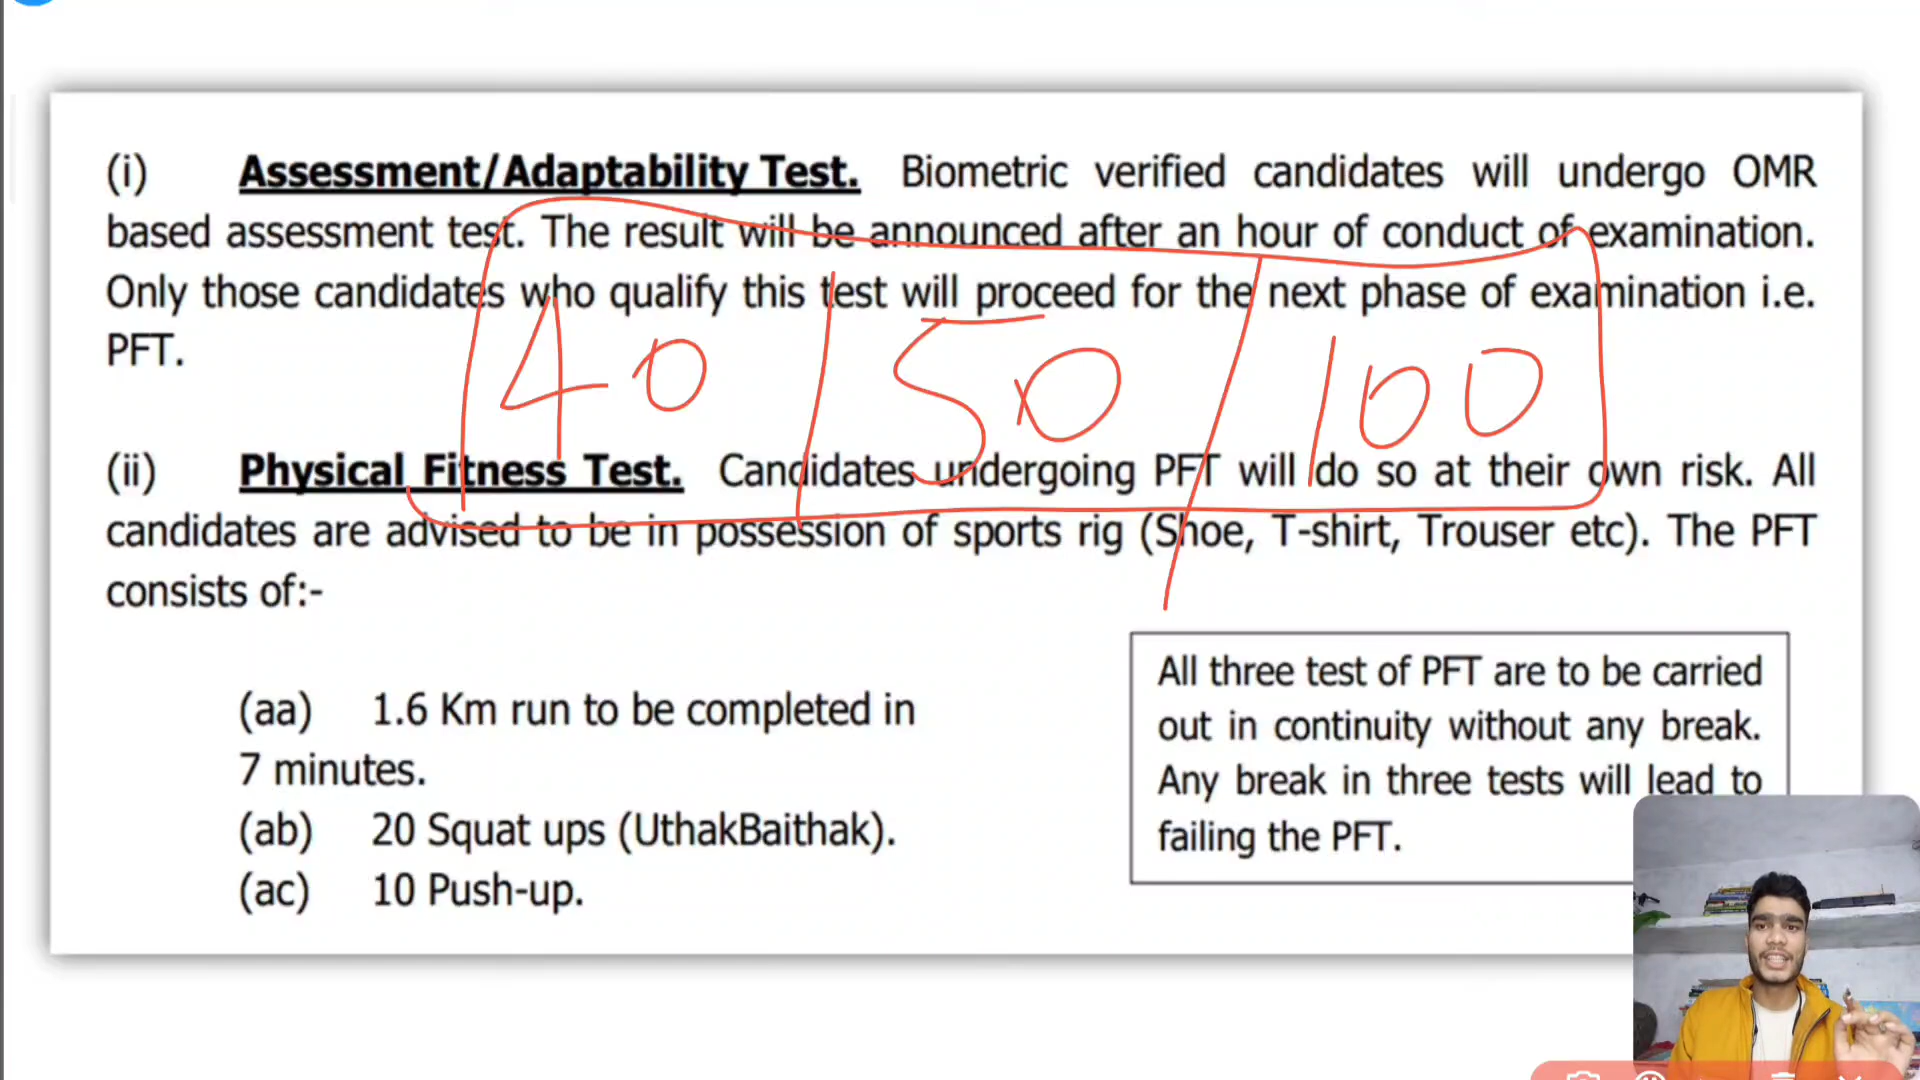 (i) Assessment/Adaptability Test. Biometric verified candidates will undergo OMR
based assessment test. The result will be announced after an hour of conduct of examination.
Only those candidates who qualify this test will proceed for the next phase of examination i.e.
PFT.
40 50 100
(ii) Physical Fitness Test. Candidates undergoing PFT will do so at their own risk. All
candidates are advised to be in possession of sports rig (Shoe, T-shirt, Trouser etc). The PFT
consists of:-
(aa) 1.6 Km run to be completed in
7 minutes.
(ab) 20 Squat ups (UthakBaithak).
(ac) 10 Push-up.
All three test of PFT are to be carried
out in continuity without any break.
Any break in three tests will lead to
failing the PFT.